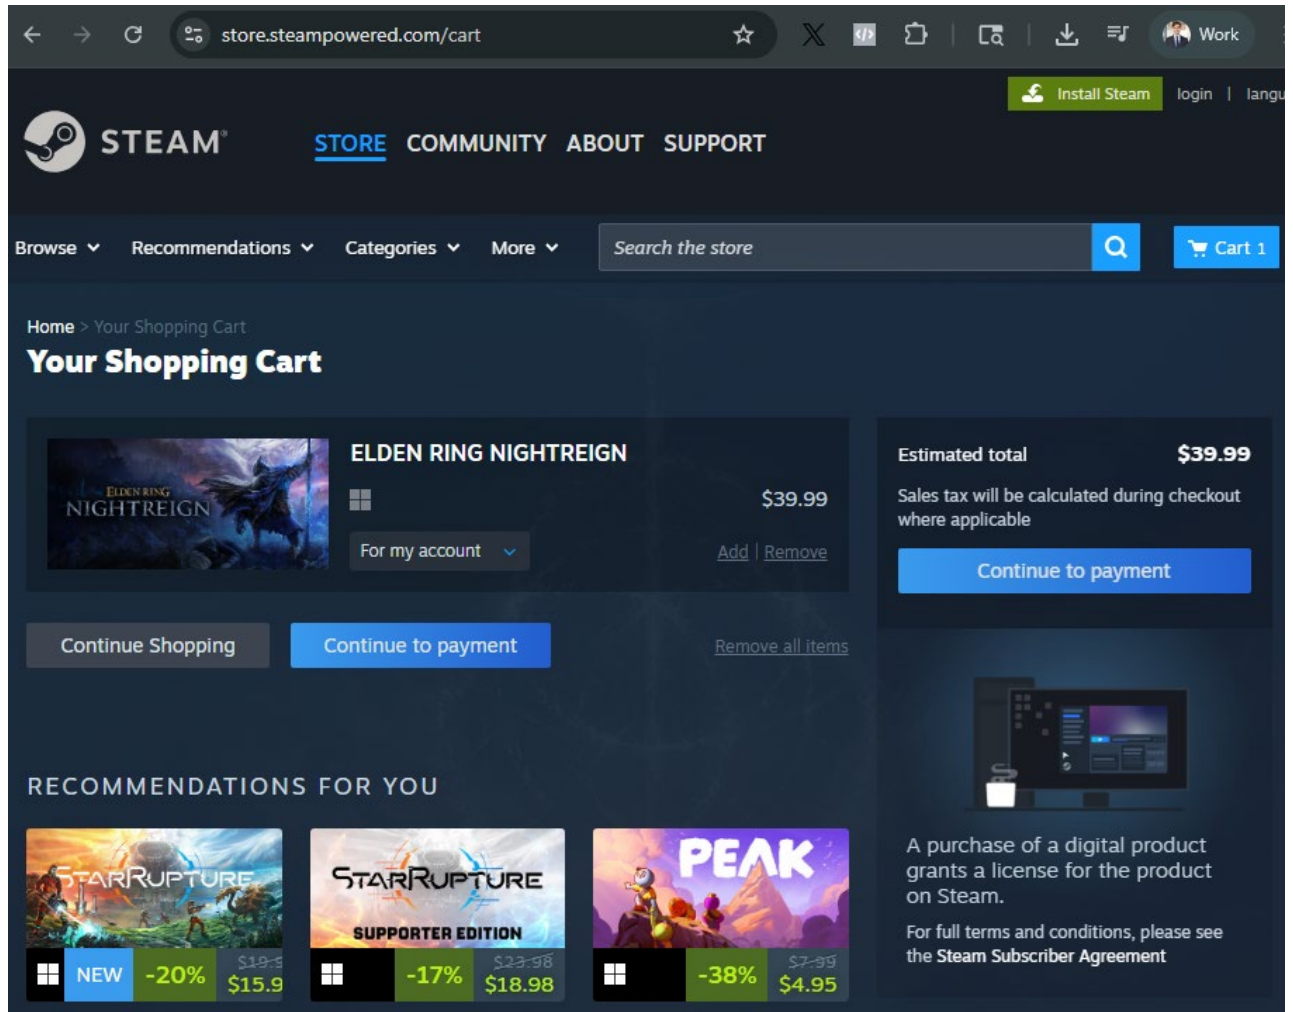 store.steampowered.com/cart
Work
Install Steam
login | langu
STEAM®
STORE COMMUNITY ABOUT SUPPORT
Browse Recommendations Categories More
Search the store
Cart 1
Home > Your Shopping Cart
Your Shopping Cart
ELDEN RING
NIGHTREIGN
ELDEN RING NIGHTREIGN
$39.99
For my account
Add | Remove
Continue Shopping
Continue to payment
Remove all items
Estimated total $39.99
Sales tax will be calculated during checkout
where applicable
Continue to payment
A purchase of a digital product
grants a license for the product
on Steam.
For full terms and conditions, please see
the Steam Subscriber Agreement
RECOMMENDATIONS FOR YOU
STARRUPTURE
NEW
-20%
$19.9
$15.9
STARRUPTURE
SUPPORTER EDITION
-17%
$23.98
$18.98
PEAK
-38%
$7.99
$4.95